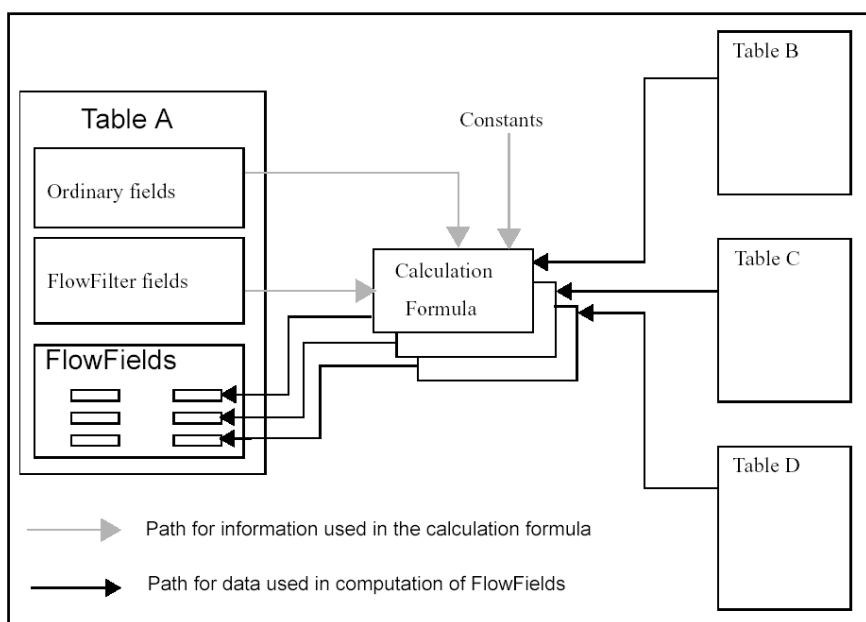 Table A
Ordinary fields
FlowFilter fields
FlowFields
Constants
Calculation
Formula
Table B
Table C
Table D
Path for information used in the calculation formula
Path for data used in computation of FlowFields